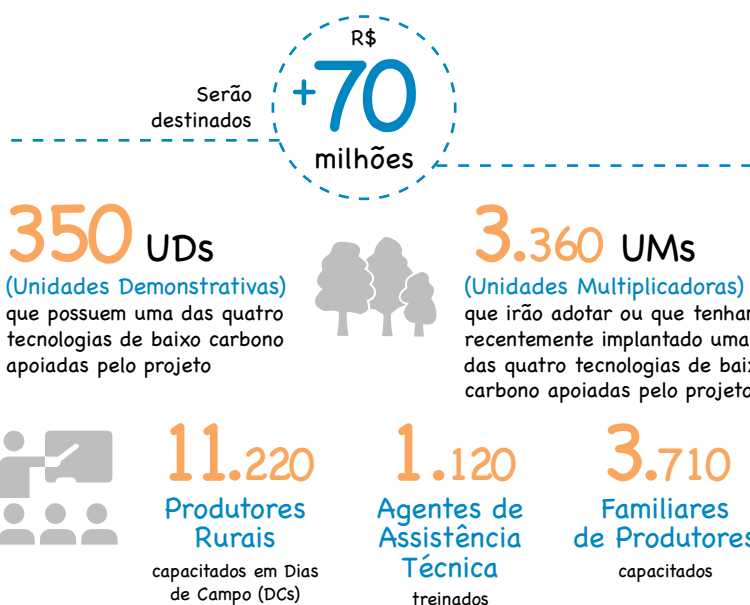 R$
Serão
destinados
+70
milhões
350 UDs
(Unidades Demonstrativas)
que possuem uma das quatro
tecnologias de baixo carbono
apoiadas pelo projeto
3.360 UMs
(Unidades Multiplicadoras)
que irão adotar ou que tenham
recentemente implantado uma
das quatro tecnologias de baix
carbono apoiadas pelo projeto
11.220
Produtores
Rurais
capacitados em Dias
de Campo (DCs)
1.120
Agentes de
Assistência
Técnica
treinados
3.710
Familiares
de Produtores
capacitados